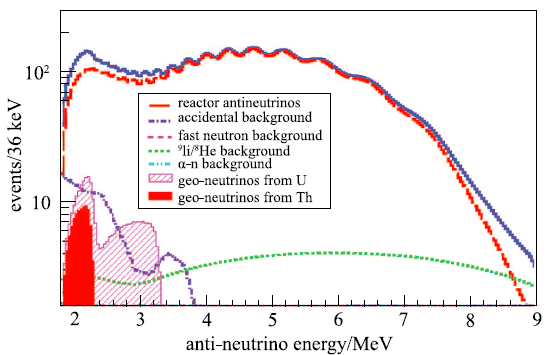 events/36 keV
10²
10
reactor antineutrinos
accidental background
fast neutron background
⁹li/⁸He background
α–n background
geo-neutrinos from U
geo-neutrinos from Th
2 3 4 5 6 7 8 9
anti-neutrino energy/MeV